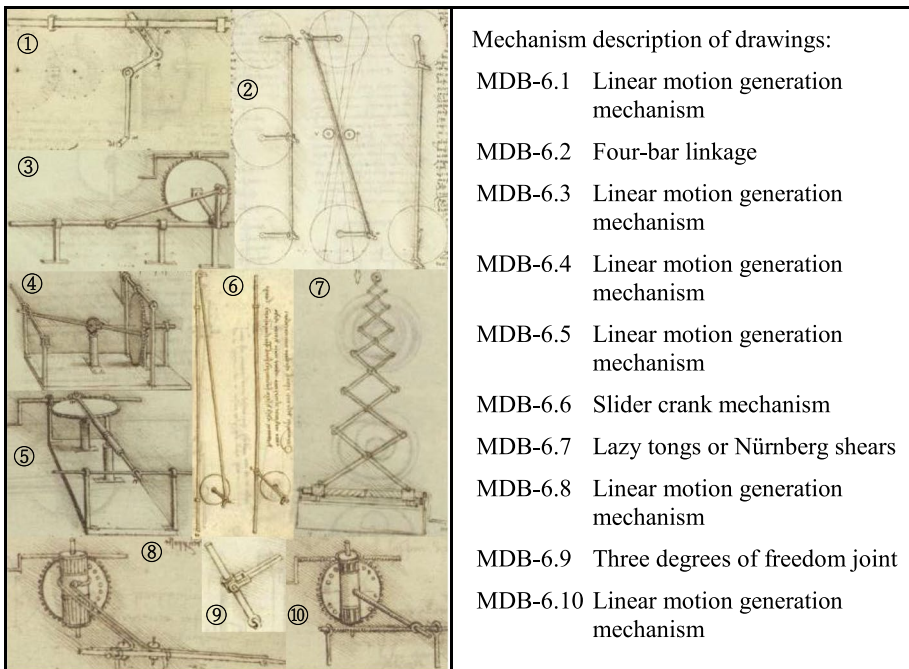 ①
②
③
④
⑤
⑥
⑦
⑧
⑨
⑩
Mechanism description of drawings:
MDB-6.1 Linear motion generation
mechanism
MDB-6.2 Four-bar linkage
MDB-6.3 Linear motion generation
mechanism
MDB-6.4 Linear motion generation
mechanism
MDB-6.5 Linear motion generation
mechanism
MDB-6.6 Slider crank mechanism
MDB-6.7 Lazy tongs or Nürnberg shears
MDB-6.8 Linear motion generation
mechanism
MDB-6.9 Three degrees of freedom joint
MDB-6.10 Linear motion generation
mechanism